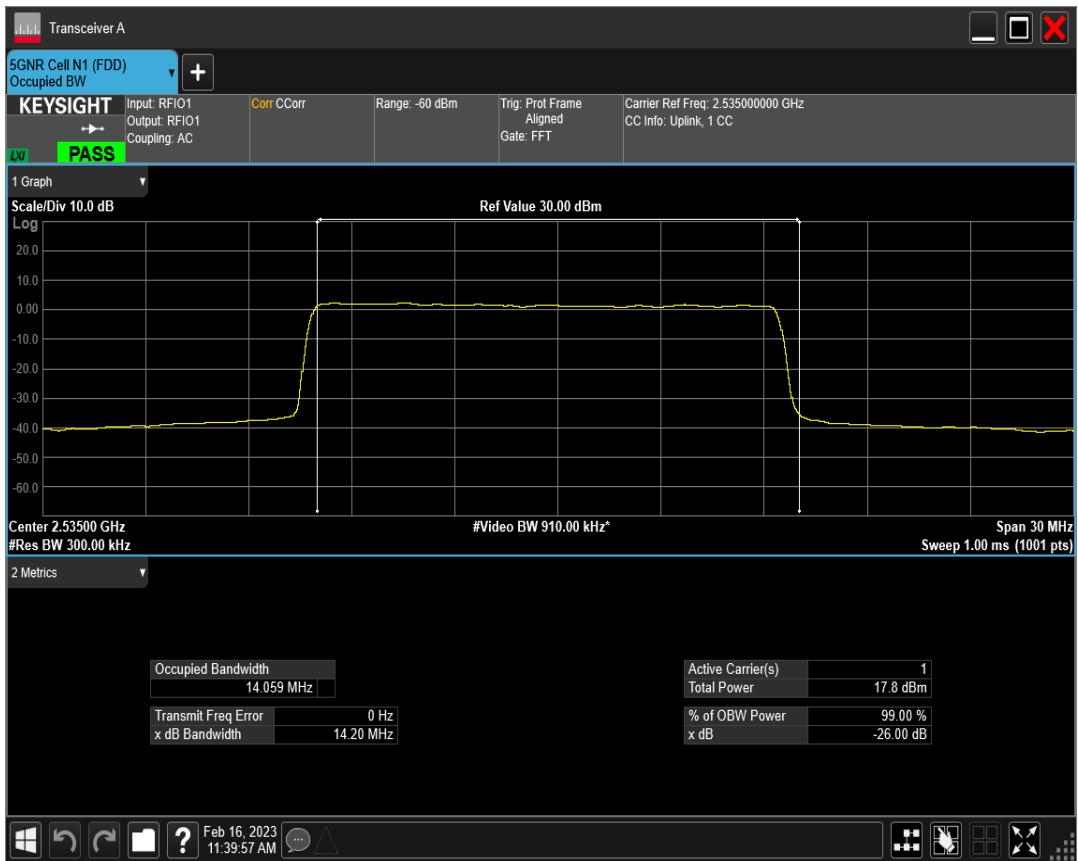 Transceiver A
5GNR Cell N1 (FDD)
Occupied BW
+
KEYSIGHT
LXI
PASS
Input: RFIO1
Output: RFIO1
Coupling: AC
Corr CCorr
Range: -60 dBm
Trig: Prot Frame
Aligned
Gate: FFT
Carrier Ref Freq: 2.535000000 GHz
CC Info: Uplink, 1 CC
1 Graph
Scale/Div 10.0 dB
Ref Value 30.00 dBm
Log
20.0
10.0
0.00
-10.0
-20.0
-30.0
-40.0
-50.0
-60.0
Center 2.53500 GHz
#Video BW 910.00 kHz*
Span 30 MHz
#Res BW 300.00 kHz
Sweep 1.00 ms (1001 pts)
2 Metrics
Occupied Bandwidth
14.059 MHz
Transmit Freq Error 0 Hz
x dB Bandwidth 14.20 MHz
Active Carrier(s) 1
Total Power 17.8 dBm
% of OBW Power 99.00 %
x dB -26.00 dB
?
Feb 16, 2023
11:39:57 AM